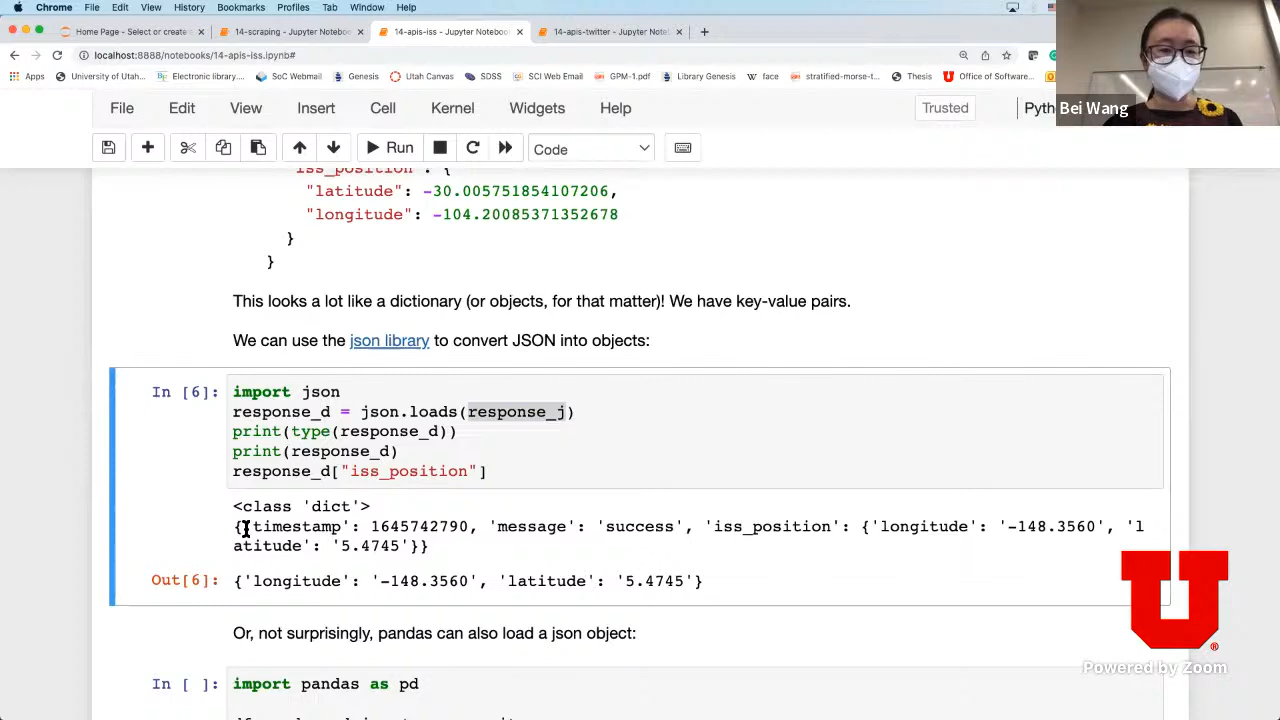 Chrome File Edit View History Bookmarks Profiles Tab Window Help
Home Page - Select or create 14-scraping - Jupyter Notebook 14-apis-iss - Jupyter Notebook 14-apis-twitter - Jupyter Notebook
localhost:8888/notebooks/14-apis-iss.ipynb#
Apps University of Utah... Electronic library... SoC Webmail Genesis Utah Canvas SDSS SCI Web Email GPM-1.pdf Library Genesis face stratified-morse-t... Thesis Office of Software...
File Edit View Insert Cell Kernel Widgets Help Trusted
Bei Wang
Run Code
"iss_position": {
"latitude": -30.005751854107206,
"longitude": -104.20085371352678
}
}
This looks a lot like a dictionary (or objects, for that matter)! We have key-value pairs.
We can use the json library to convert JSON into objects:
In [6]: import json
response_d = json.loads(response_j)
print(type(response_d))
print(response_d)
response_d["iss_position"]
<class 'dict'>
{'timestamp': 1645742790, 'message': 'success', 'iss_position': {'longitude': '-148.3560', 'l
atitude': '5.4745'}}
Out[6]: {'longitude': '-148.3560', 'latitude': '5.4745'}
Or, not surprisingly, pandas can also load a json object:
In [ ]: import pandas as pd
U
Powered by Zoom